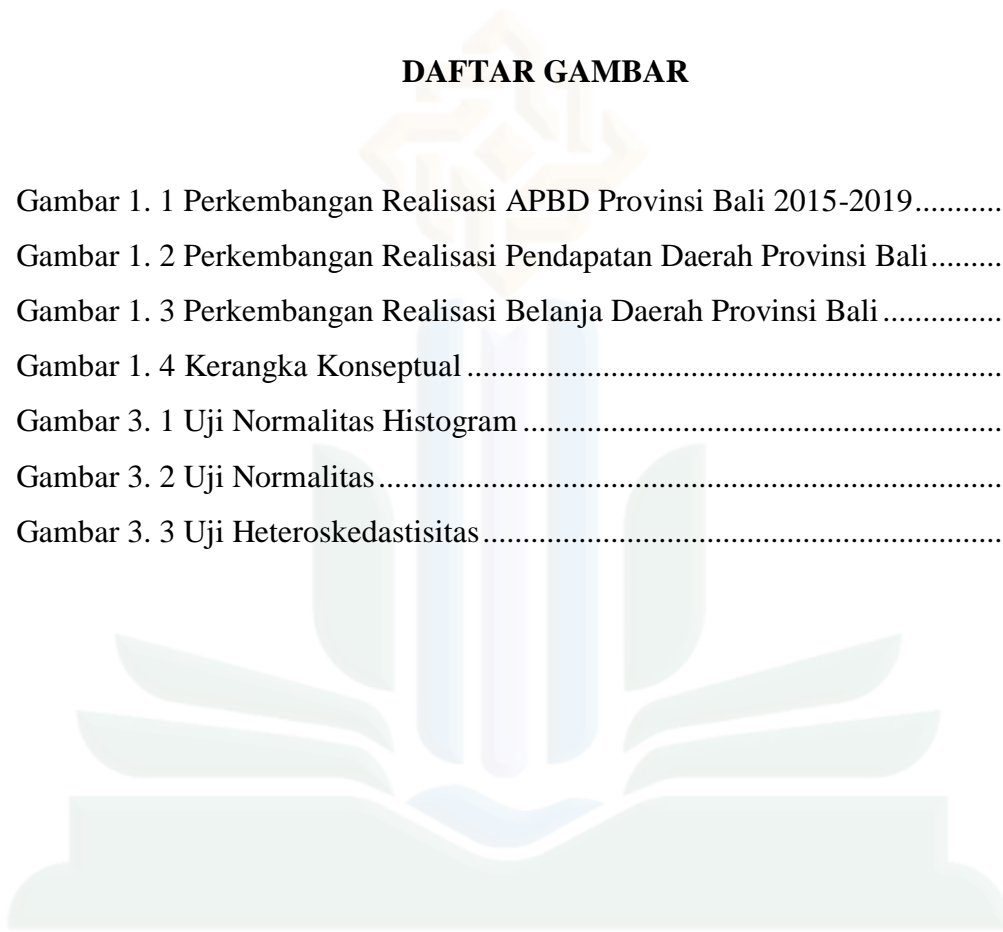 DAFTAR GAMBAR
Gambar 1. 1 Perkembangan Realisasi APBD Provinsi Bali 2015-2019...........
Gambar 1. 2 Perkembangan Realisasi Pendapatan Daerah Provinsi Bali.........
Gambar 1. 3 Perkembangan Realisasi Belanja Daerah Provinsi Bali...............
Gambar 1. 4 Kerangka Konseptual...................................................................
Gambar 3. 1 Uji Normalitas Histogram............................................................
Gambar 3. 2 Uji Normalitas..............................................................................
Gambar 3. 3 Uji Heteroskedastisitas.................................................................